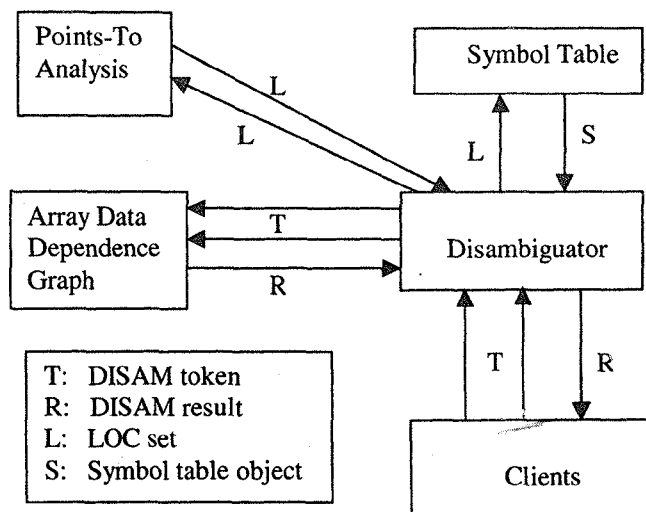 Points-To
Analysis
Symbol Table
L
L
L
S
Array Data
Dependence
Graph
T
R
Disambiguator
T: DISAM token
R: DISAM result
L: LOC set
S: Symbol table object
T
R
Clients